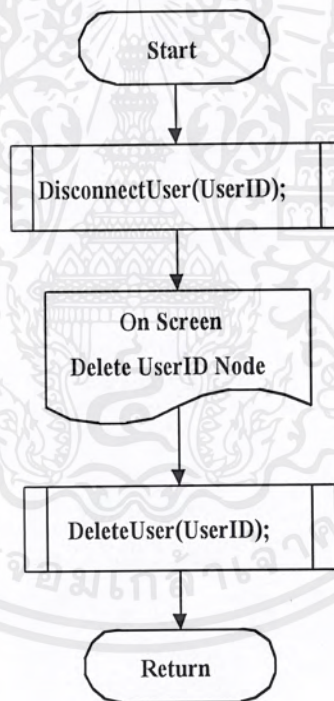 Start
DisconnectUser(UserID);
On Screen
Delete UserID Node
DeleteUser(UserID);
Return